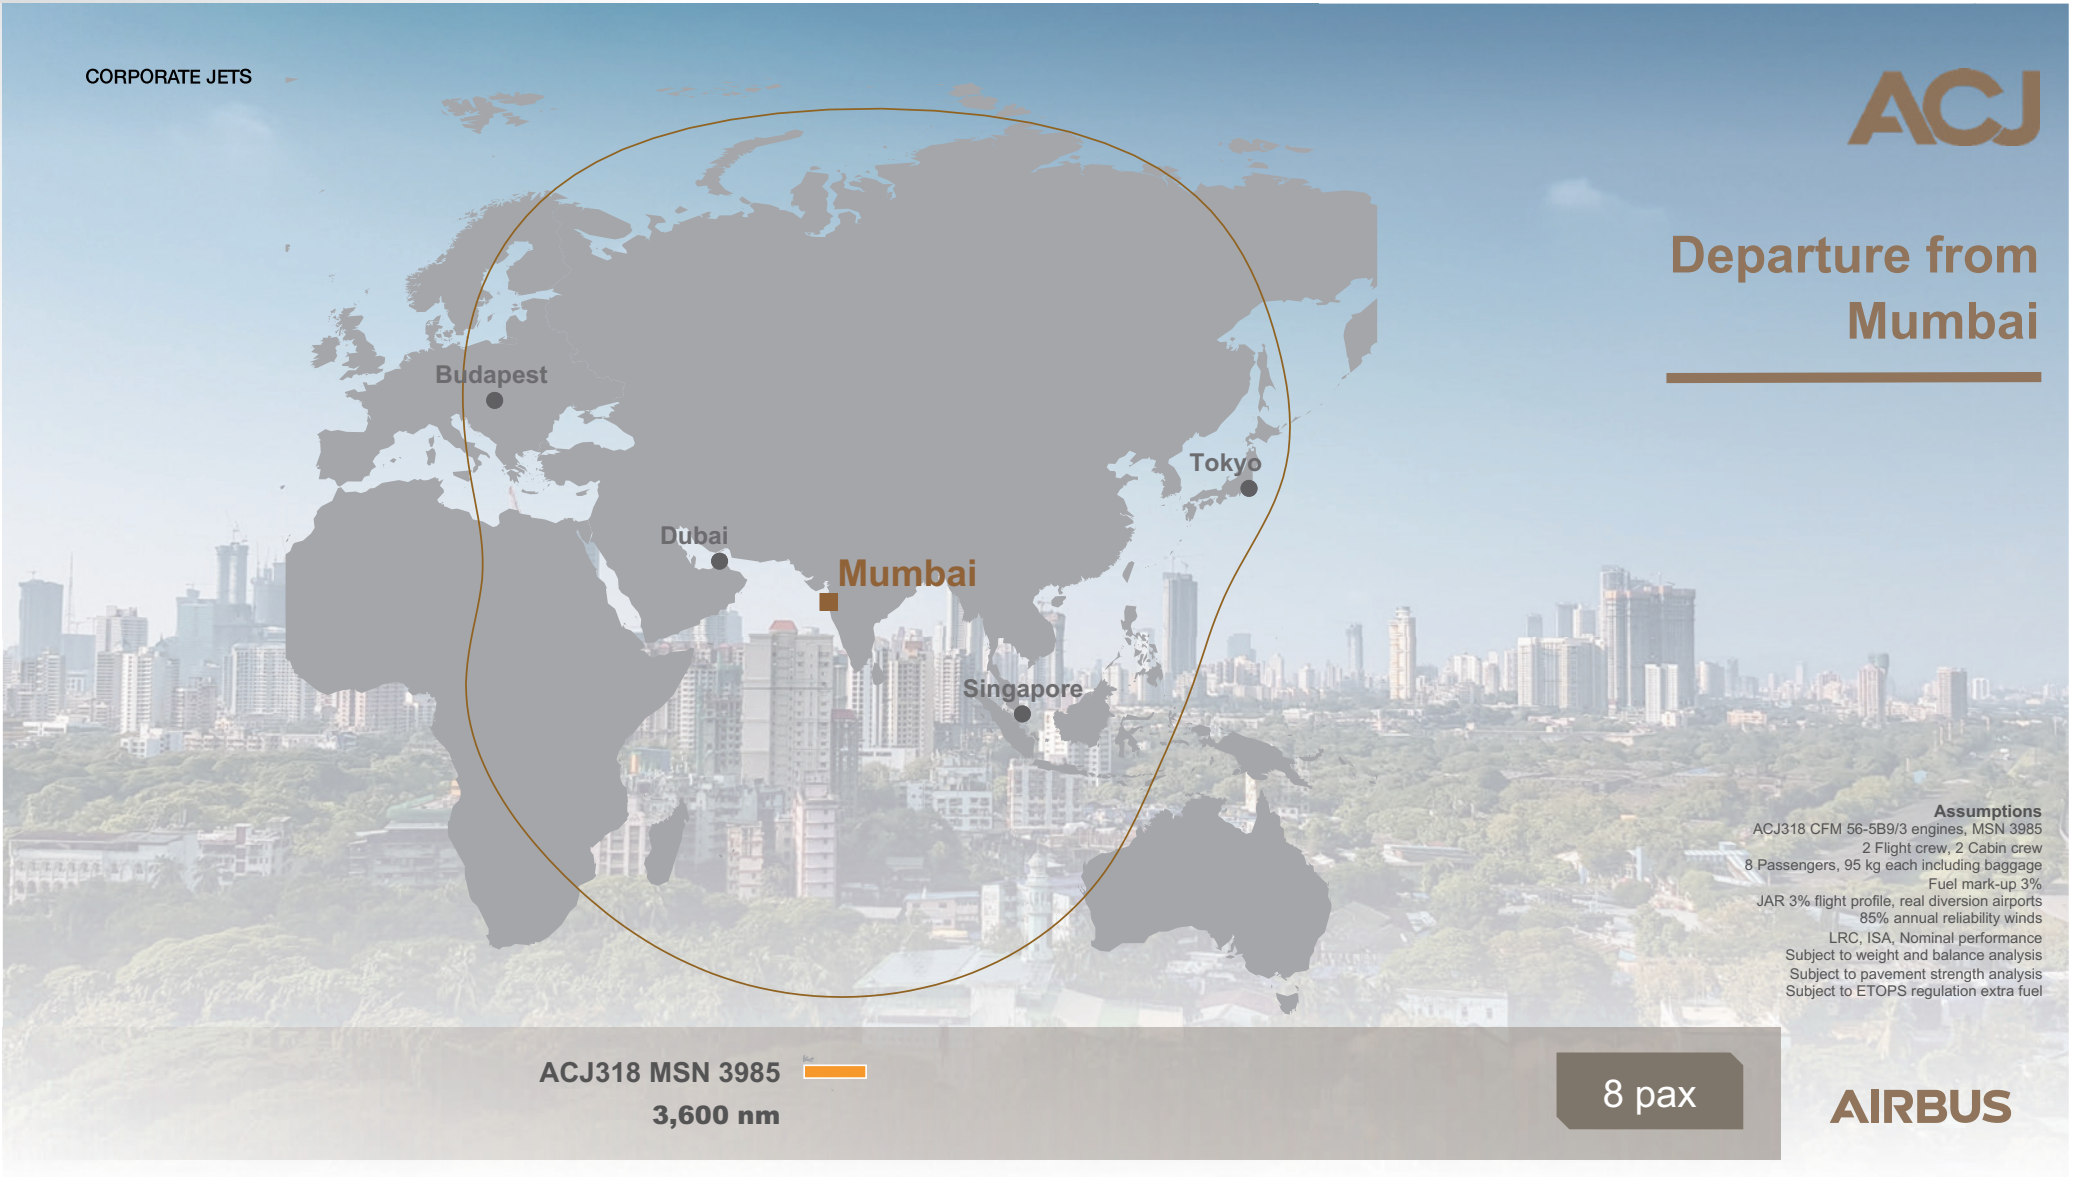 CORPORATE JETS
ACJ
Departure from
Mumbai
Budapest
Tokyo
Dubai
Mumbai
Singapore
Assumptions
ACJ318 CFM 56-5B9/3 engines, MSN 3985
2 Flight crew, 2 Cabin crew
8 Passengers, 95 kg each including baggage
Fuel mark-up 3%
JAR 3% flight profile, real diversion airports
85% annual reliability winds
LRC, ISA, Nominal performance
Subject to weight and balance analysis
Subject to pavement strength analysis
Subject to ETOPS regulation extra fuel
ACJ318 MSN 3985
3,600 nm
8 pax
AIRBUS